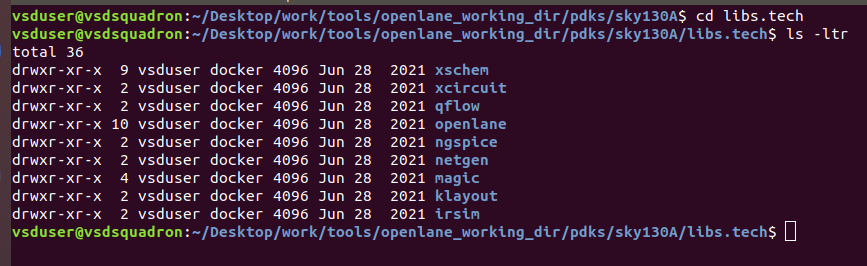 vsduser@vsdsquadron:~/Desktop/work/tools/openlane_working_dir/pdks/sky130A$ cd libs.tech
vsduser@vsdsquadron:~/Desktop/work/tools/openlane_working_dir/pdks/sky130A/libs.tech$ ls -ltr
total 36
drwxr-xr-x  9 vsduser docker 4096 Jun 28  2021 xschem
drwxr-xr-x  2 vsduser docker 4096 Jun 28  2021 xcircuit
drwxr-xr-x  2 vsduser docker 4096 Jun 28  2021 qflow
drwxr-xr-x 10 vsduser docker 4096 Jun 28  2021 openlane
drwxr-xr-x  2 vsduser docker 4096 Jun 28  2021 ngspice
drwxr-xr-x  2 vsduser docker 4096 Jun 28  2021 netgen
drwxr-xr-x  4 vsduser docker 4096 Jun 28  2021 magic
drwxr-xr-x  2 vsduser docker 4096 Jun 28  2021 klayout
drwxr-xr-x  2 vsduser docker 4096 Jun 28  2021 irsim
vsduser@vsdsquadron:~/Desktop/work/tools/openlane_working_dir/pdks/sky130A/libs.tech$